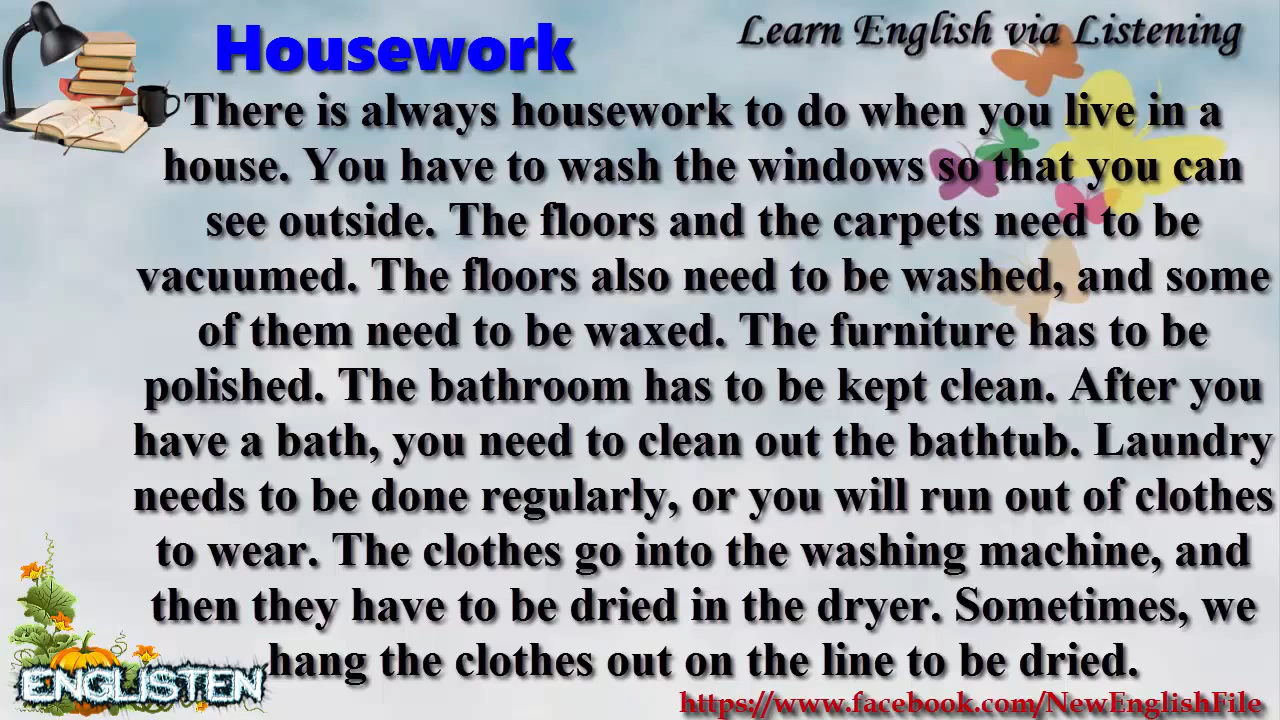 Housework
Learn English via Listening
There is always housework to do when you live in a
house. You have to wash the windows so that you can
see outside. The floors and the carpets need to be
vacuumed. The floors also need to be washed, and some
of them need to be waxed. The furniture has to be
polished. The bathroom has to be kept clean. After you
have a bath, you need to clean out the bathtub. Laundry
needs to be done regularly, or you will run out of clothes
to wear. The clothes go into the washing machine, and
then they have to be dried in the dryer. Sometimes, we
hang the clothes out on the line to be dried.
ENGLISTEN
https://www.facebook.com/NewEnglishFile